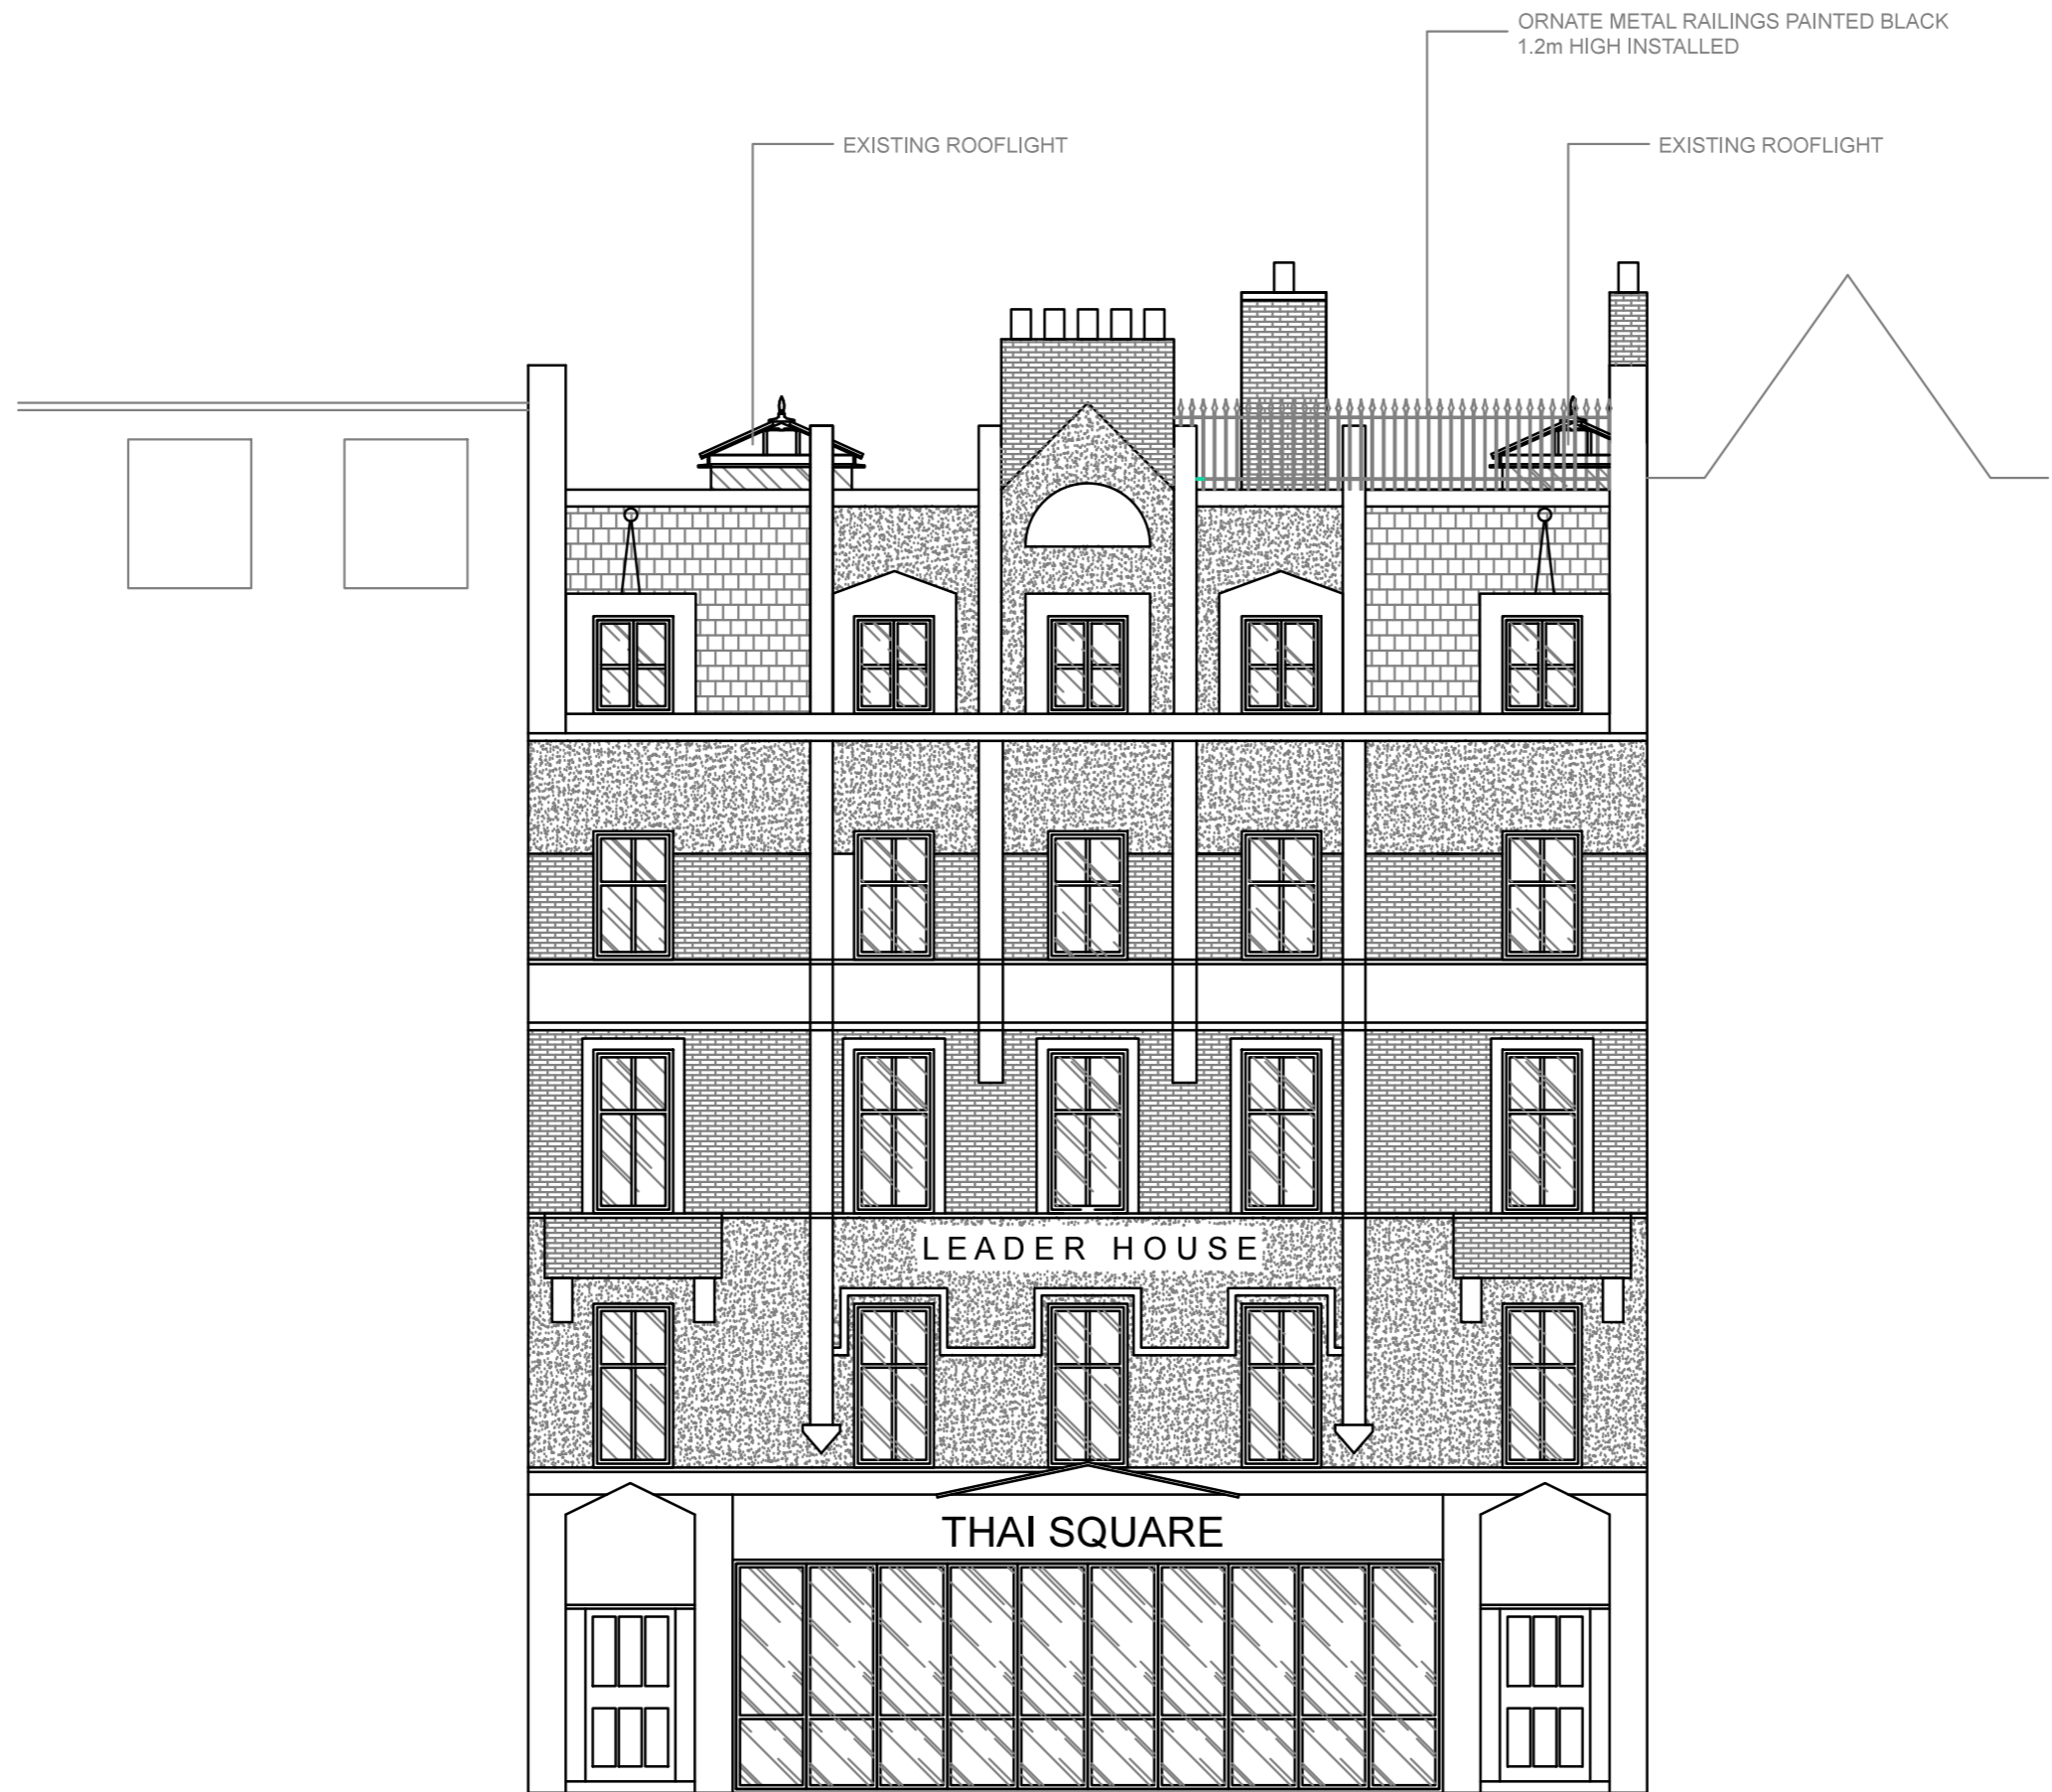 ORNATE METAL RAILINGS PAINTED BLACK
1.2m HIGH INSTALLED
EXISTING ROOFLIGHT
EXISTING ROOFLIGHT
LEADER HOUSE
THAI SQUARE